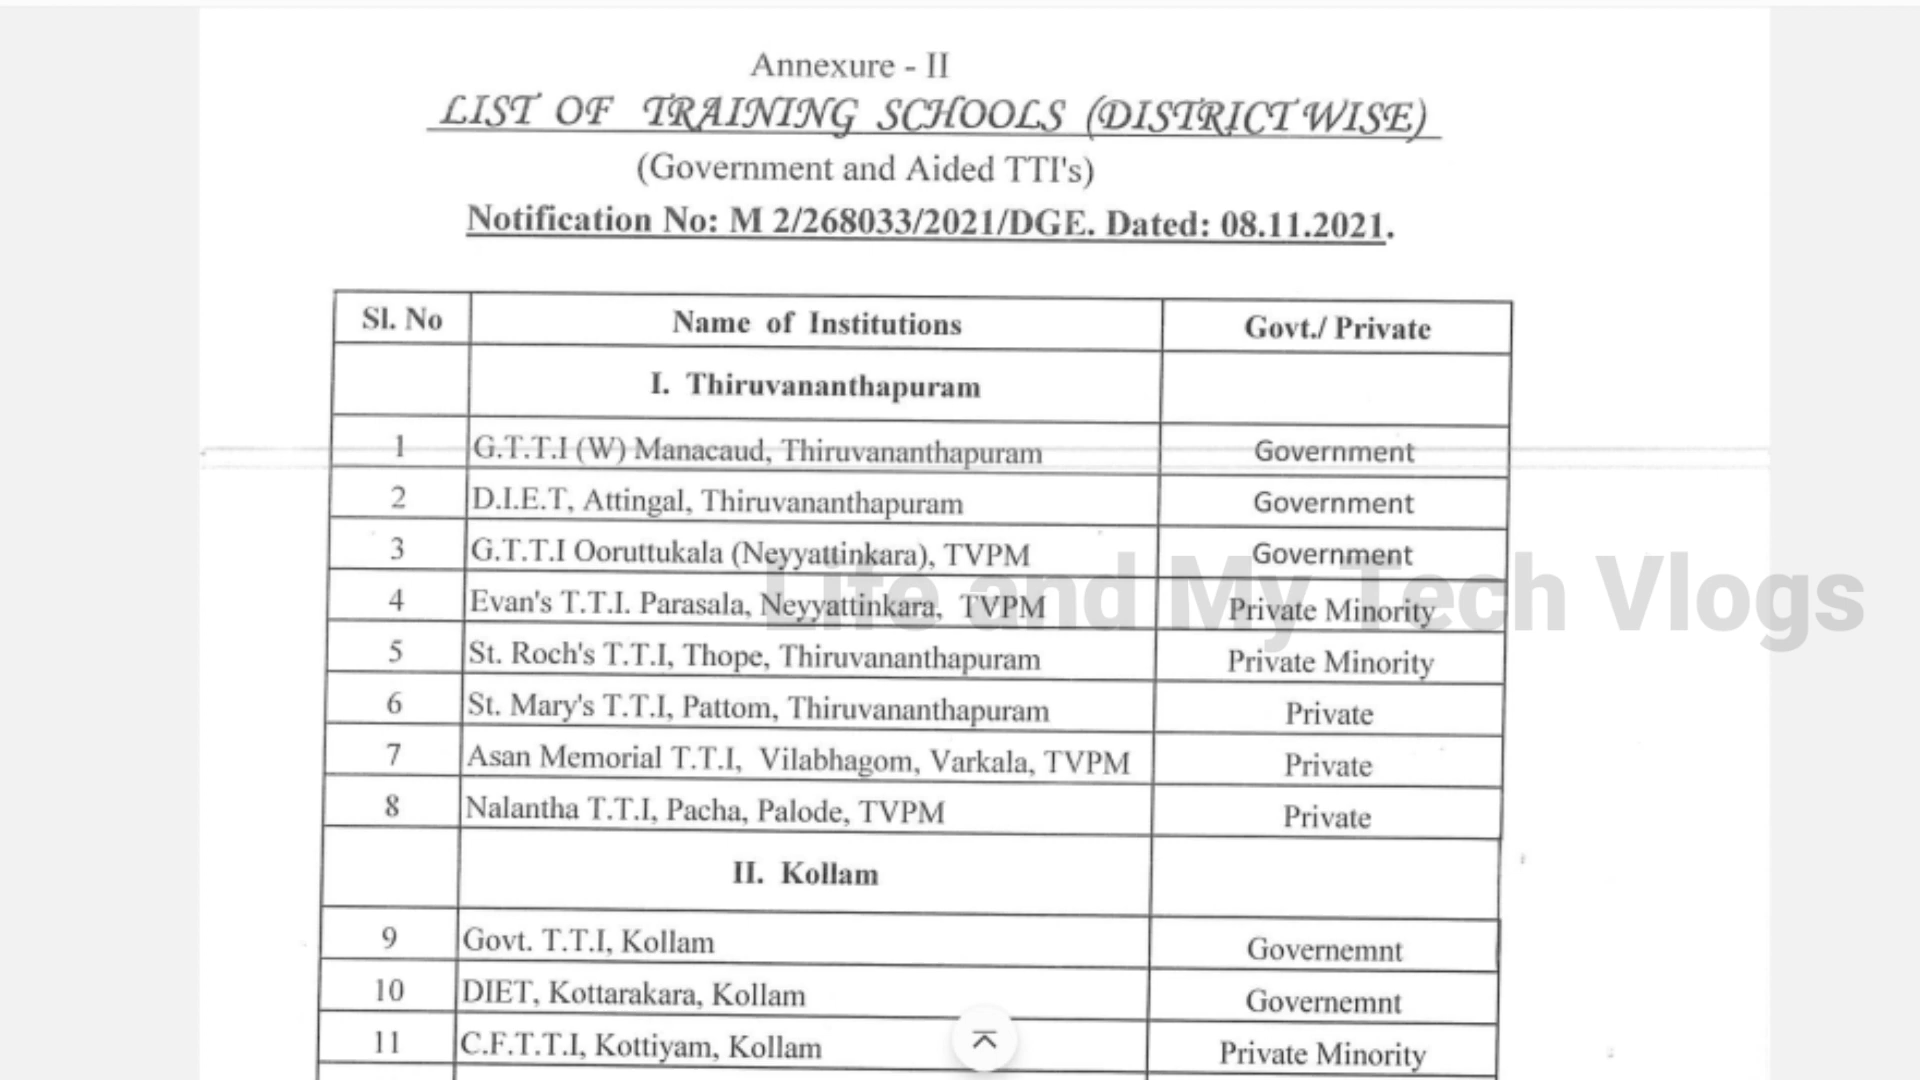 Annexure - II
LIST OF TRAINING SCHOOLS (DISTRICT WISE)
(Government and Aided TTI's)
Notification No: M 2/268033/2021/DGE. Dated: 08.11.2021.
Sl. No Name of Institutions Govt./ Private
I. Thiruvananthapuram
1 G.T.T.I (W) Manacaud, Thiruvananthapuram Government
2 D.I.E.T, Attingal, Thiruvananthapuram Government
3 G.T.T.I Ooruttukala (Neyyattinkara), TVPM Government
Life and My Tech Vlogs
4 Evan's T.T.I. Parasala, Neyyattinkara, TVPM Private Minority
5 St. Roch's T.T.I, Thope, Thiruvananthapuram Private Minority
6 St. Mary's T.T.I, Pattom, Thiruvananthapuram Private
7 Asan Memorial T.T.I, Vilabhagom, Varkala, TVPM Private
8 Nalantha T.T.I, Pacha, Palode, TVPM Private
II. Kollam
9 Govt. T.T.I, Kollam Governemnt
10 DIET, Kottarakara, Kollam Governemnt
11 C.F.T.T.I, Kottiyam, Kollam Private Minority